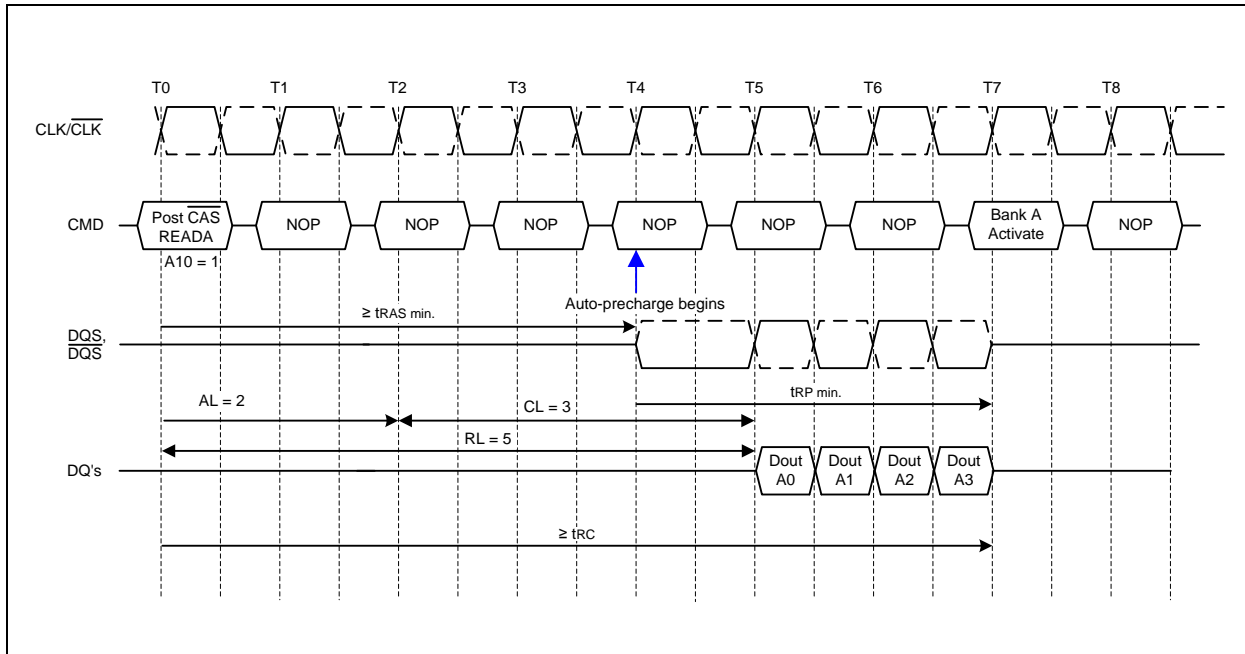 T0 T1 T2 T3 T4 T5 T6 T7 T8
CLK/CLK
CMD
Post CAS
READA
NOP
NOP
NOP
NOP
NOP
NOP
Bank A
Activate
NOP
A10 = 1
Auto-precharge begins
≥ tRAS min.
DQS,
DQS
tRP min.
AL = 2
CL = 3
RL = 5
DQ's
Dout
A0
Dout
A1
Dout
A2
Dout
A3
≥ tRC